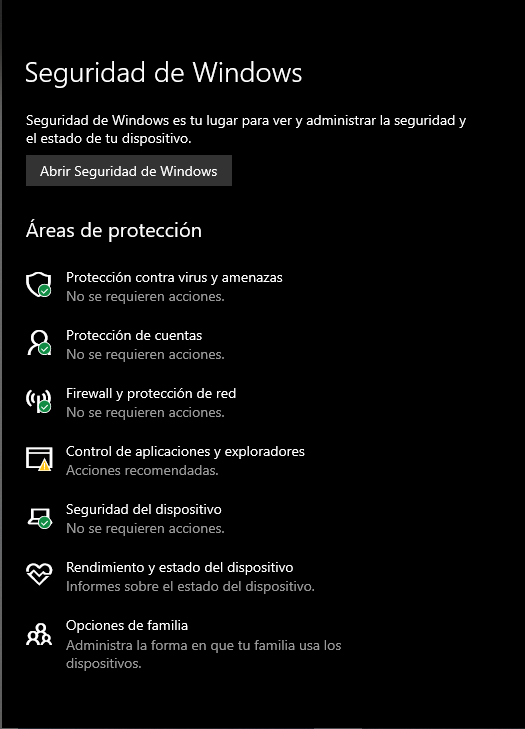 Seguridad de Windows
Seguridad de Windows es tu lugar para ver y administrar la seguridad y
el estado de tu dispositivo.
Abrir Seguridad de Windows
Áreas de protección
Protección contra virus y amenazas
No se requieren acciones.
Protección de cuentas
No se requieren acciones.
Firewall y protección de red
No se requieren acciones.
Control de aplicaciones y exploradores
Acciones recomendadas.
Seguridad del dispositivo
No se requieren acciones.
Rendimiento y estado del dispositivo
Informes sobre el estado del dispositivo.
Opciones de familia
Administra la forma en que tu familia usa los
dispositivos.